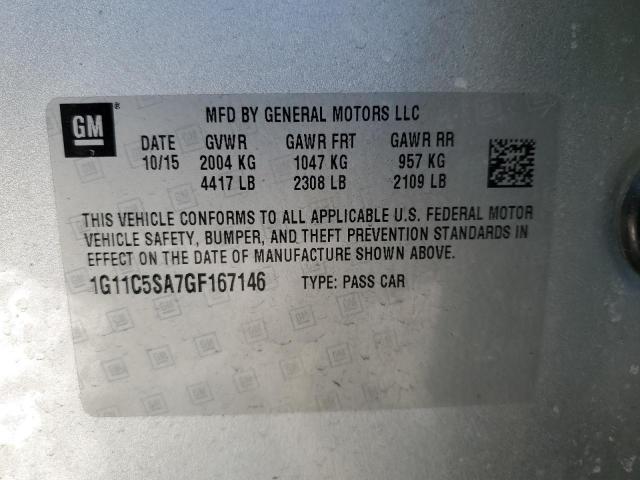 GM ®
MFD BY GENERAL MOTORS LLC
DATE GVWR GAWR FRT GAWR RR
10/15 2004 KG 1047 KG 957 KG
4417 LB 2308 LB 2109 LB
THIS VEHICLE CONFORMS TO ALL APPLICABLE U.S. FEDERAL MOTOR
VEHICLE SAFETY, BUMPER, AND THEFT PREVENTION STANDARDS IN
EFFECT ON THE DATE OF MANUFACTURE SHOWN ABOVE.
1G11C5SA7GF167146 TYPE: PASS CAR